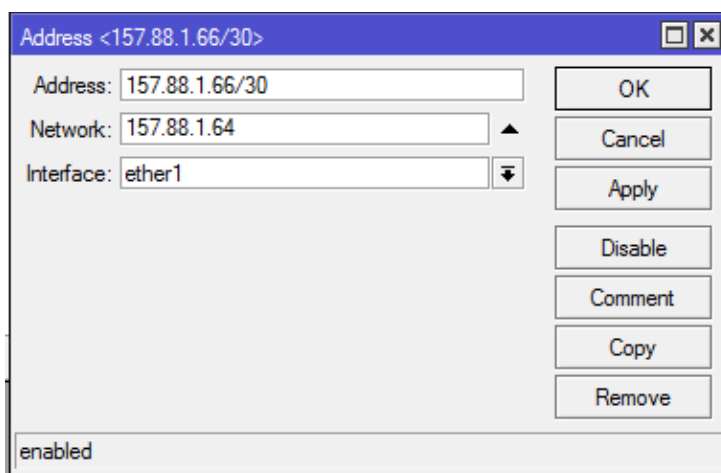 Address <157.88.1.66/30>
Address: 157.88.1.66/30
Network: 157.88.1.64
Interface: ether1
OK
Cancel
Apply
Disable
Comment
Copy
Remove
enabled